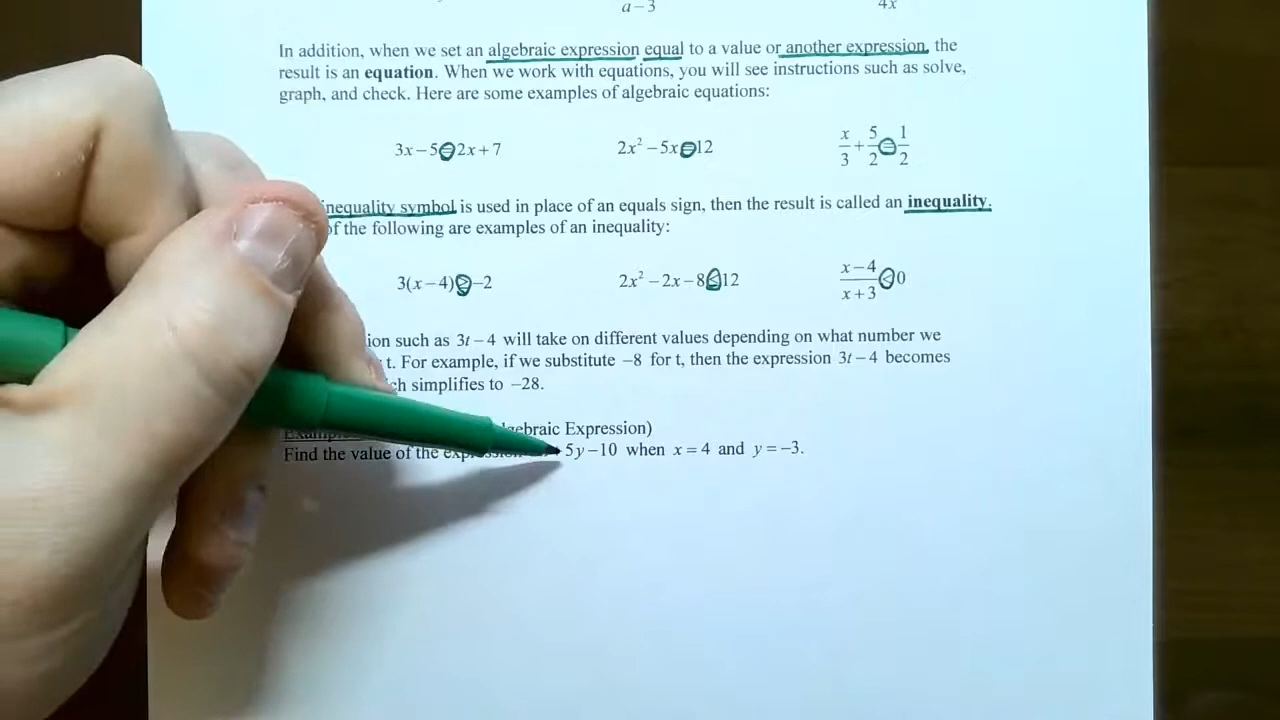 a−3
4x
In addition, when we set an algebraic expression equal to a value or another expression, the
result is an equation. When we work with equations, you will see instructions such as solve,
graph, and check. Here are some examples of algebraic equations:
3x−5=2x+7 2x²−5x=12 x/3+5/2=1/2
inequality symbol is used in place of an equals sign, then the result is called an inequality.
of the following are examples of an inequality:
3(x−4)≥−2 2x²−2x−8≤12 (x−4)/(x+3)<0
such as 3t−4 will take on different values depending on what number we
t. For example, if we substitute −8 for t, then the expression 3t−4 becomes
simplifies to −28.
Expression)
Find the value of the 5y−10 when x=4 and y=−3.